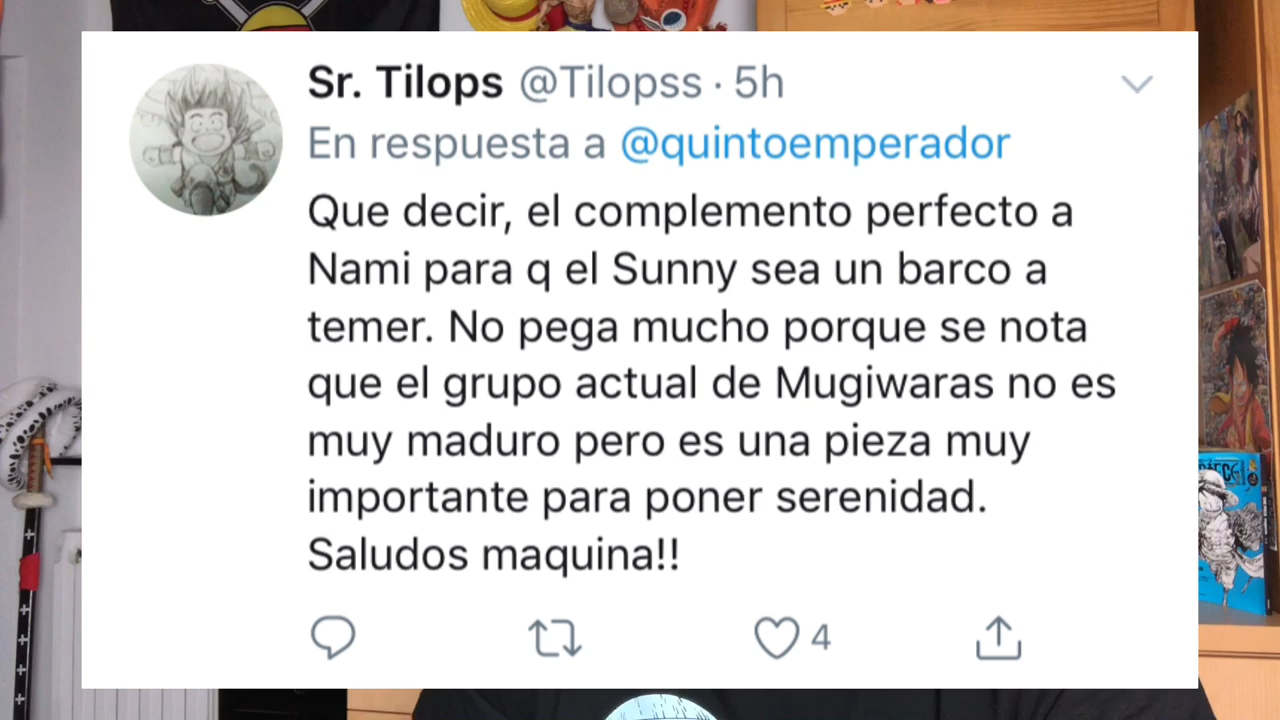 Sr. Tilops @Tilopss · 5h
En respuesta a @quintoemperador
Que decir, el complemento perfecto a
Nami para q el Sunny sea un barco a
temer. No pega mucho porque se nota
que el grupo actual de Mugiwaras no es
muy maduro pero es una pieza muy
importante para poner serenidad.
Saludos maquina!!
4